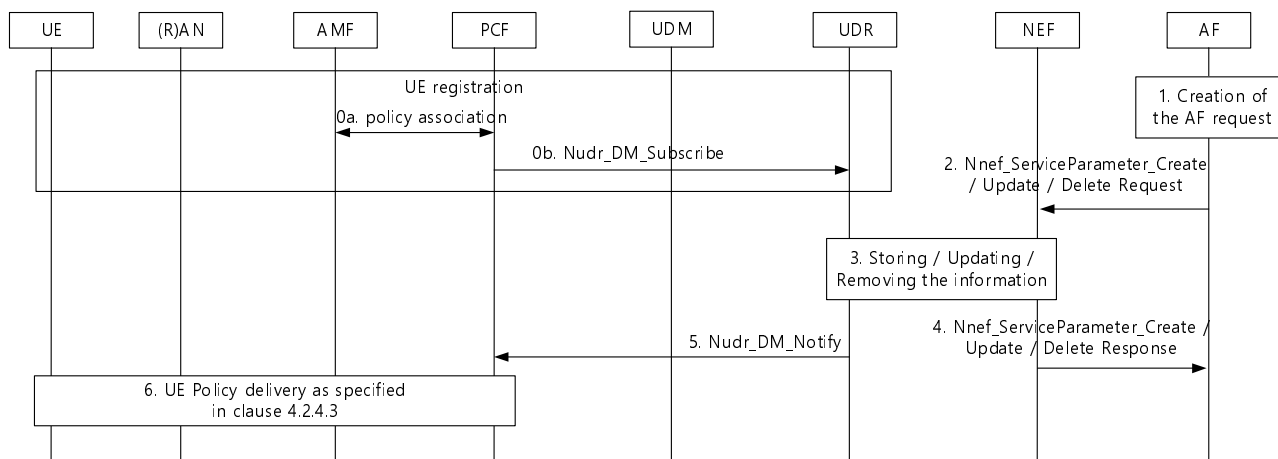 UE
(R)AN
AMF
PCF
UDM
UDR
NEF
AF
UE registration
0a. policy association
0b. Nudr_DM_Subscribe
1. Creation of
the AF request
2. Nnef_ServiceParameter_Create
/ Update / Delete Request
3. Storing / Updating /
Removing the information
4. Nnef_ServiceParameter_Create /
Update / Delete Response
5. Nudr_DM_Notify
6. UE Policy delivery as specified
in clause 4.2.4.3